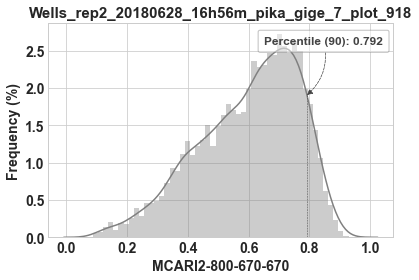 Wells_rep2_20180628_16h56m_pika_gige_7_plot_918
Percentile (90): 0.792
2.5
2.0
1.5
1.0
0.5
0.0
Frequency (%)
0.0 0.2 0.4 0.6 0.8 1.0
MCARI2-800-670-670